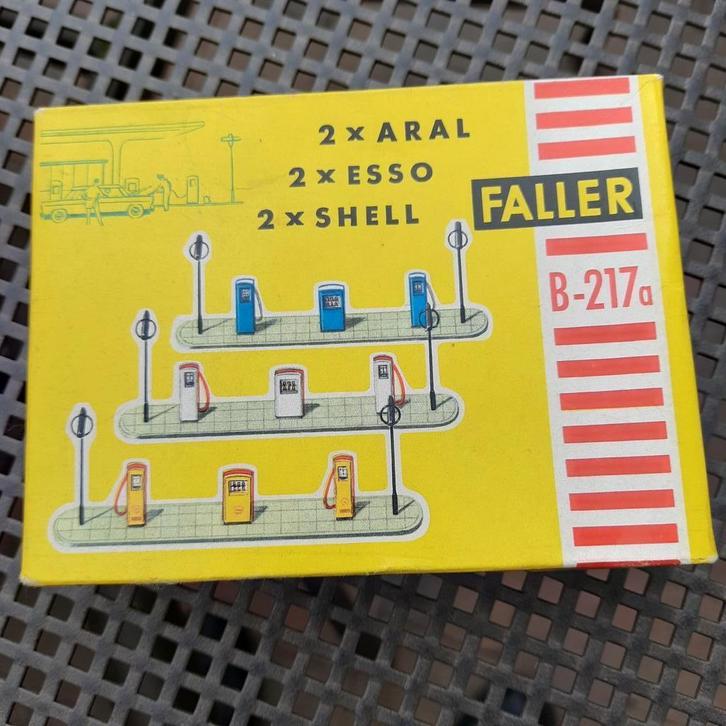 2 x ARAL
2 x ESSO
2 x SHELL
FALLER
B-217a